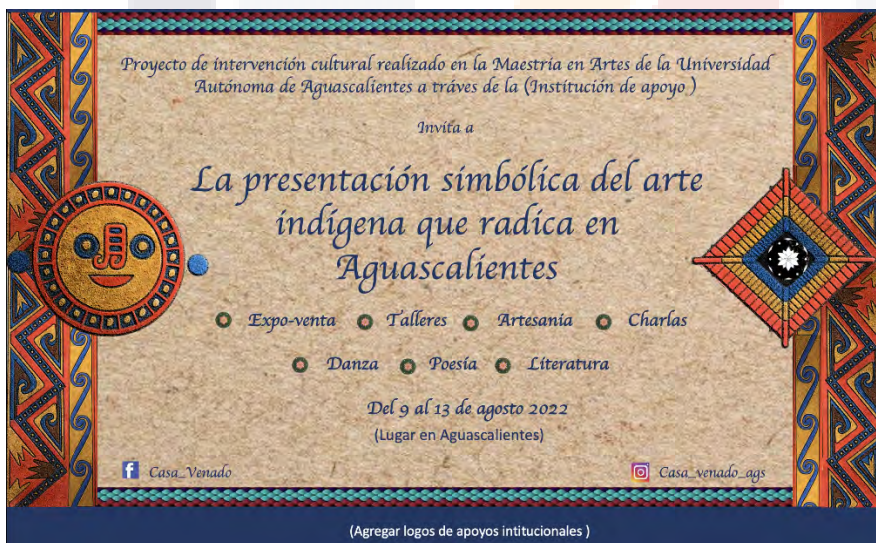 Proyecto de intervención cultural realizado en la Maestría en Artes de la Universidad
Autónoma de Aguascalientes a tráves de la (Institución de apoyo )
Invita a
La presentación simbólica del arte
indígena que radica en
Aguascalientes
Expo-venta Talleres Artesanía Charlas
Danza Poesía Literatura
Del 9 al 13 de agosto 2022
(Lugar en Aguascalientes)
Casa_Venado Casa_venado_ags
(Agregar logos de apoyos intitucionales )